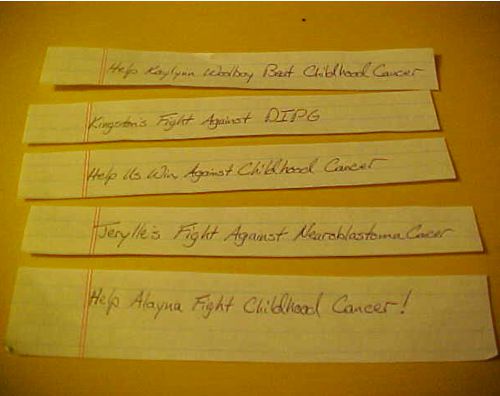 Help Kaylynn Woolboy Beat Childhood Cancer
Kingston's Fight Against DIPG
Help Us Win Against Childhood Cancer
Jerylle's Fight Against Neuroblastoma Cacer
Help Alayna Fight Childhood Cancer!